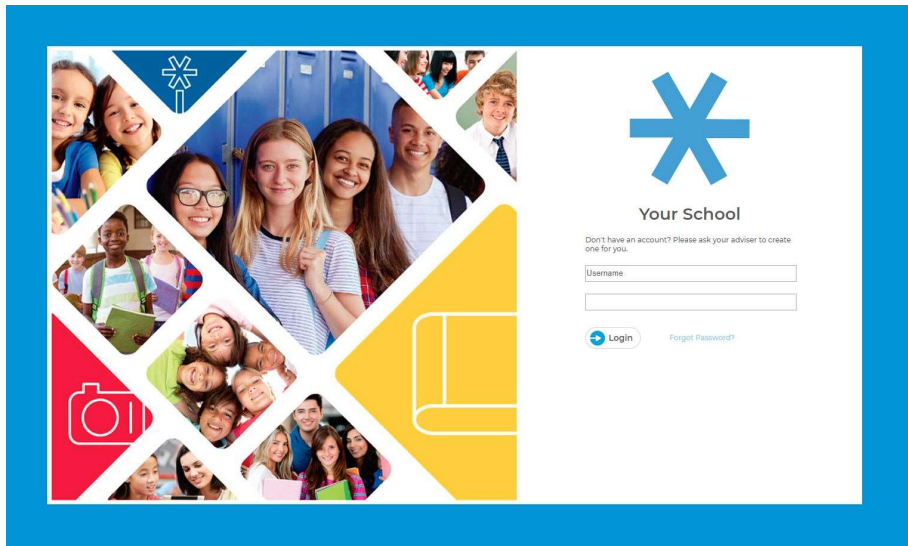 Your School
Don't have an account? Please ask your adviser to create
one for you.
Username
Login
Forgot Password?